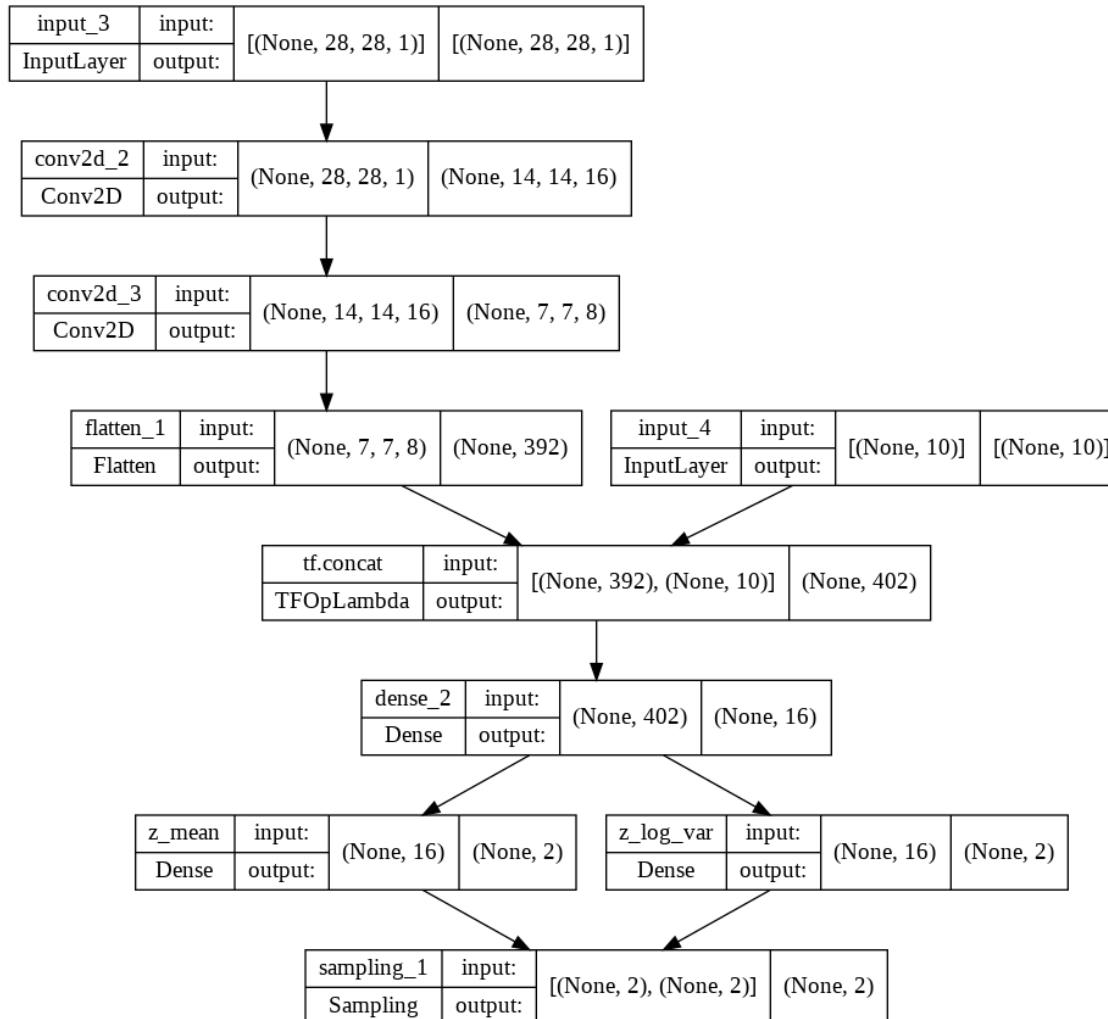 input_3 input: [(None, 28, 28, 1)] [(None, 28, 28, 1)]
InputLayer output:
conv2d_2 input: (None, 28, 28, 1) (None, 14, 14, 16)
Conv2D output:
conv2d_3 input: (None, 14, 14, 16) (None, 7, 7, 8)
Conv2D output:
flatten_1 input: (None, 7, 7, 8) (None, 392)
Flatten output:
input_4 input: [(None, 10)] [(None, 10)]
InputLayer output:
tf.concat input: [(None, 392), (None, 10)] (None, 402)
TFOpLambda output:
dense_2 input: (None, 402) (None, 16)
Dense output:
z_mean input: (None, 16) (None, 2)
Dense output:
z_log_var input: (None, 16) (None, 2)
Dense output:
sampling_1 input: [(None, 2), (None, 2)] (None, 2)
Sampling output: